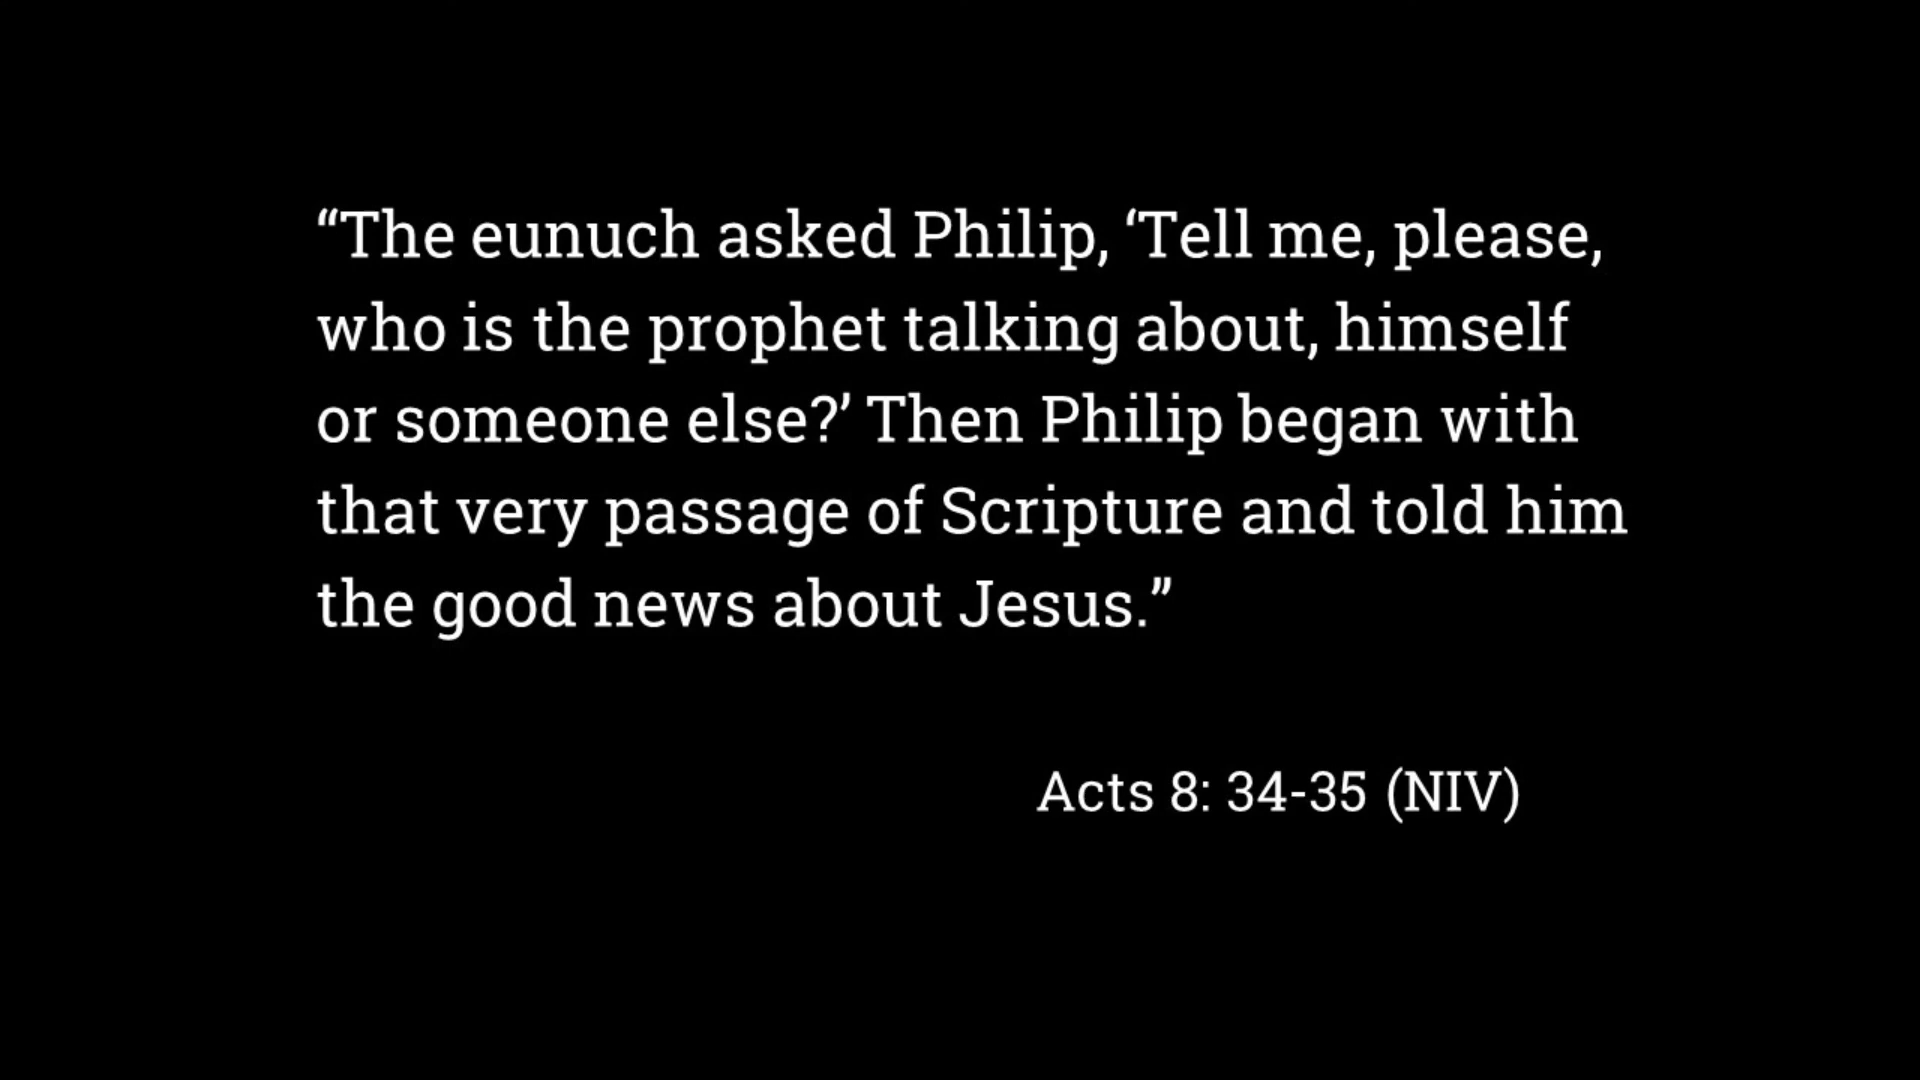 “The eunuch asked Philip, ‘Tell me, please,
who is the prophet talking about, himself
or someone else?’ Then Philip began with
that very passage of Scripture and told him
the good news about Jesus.”
Acts 8: 34-35 (NIV)